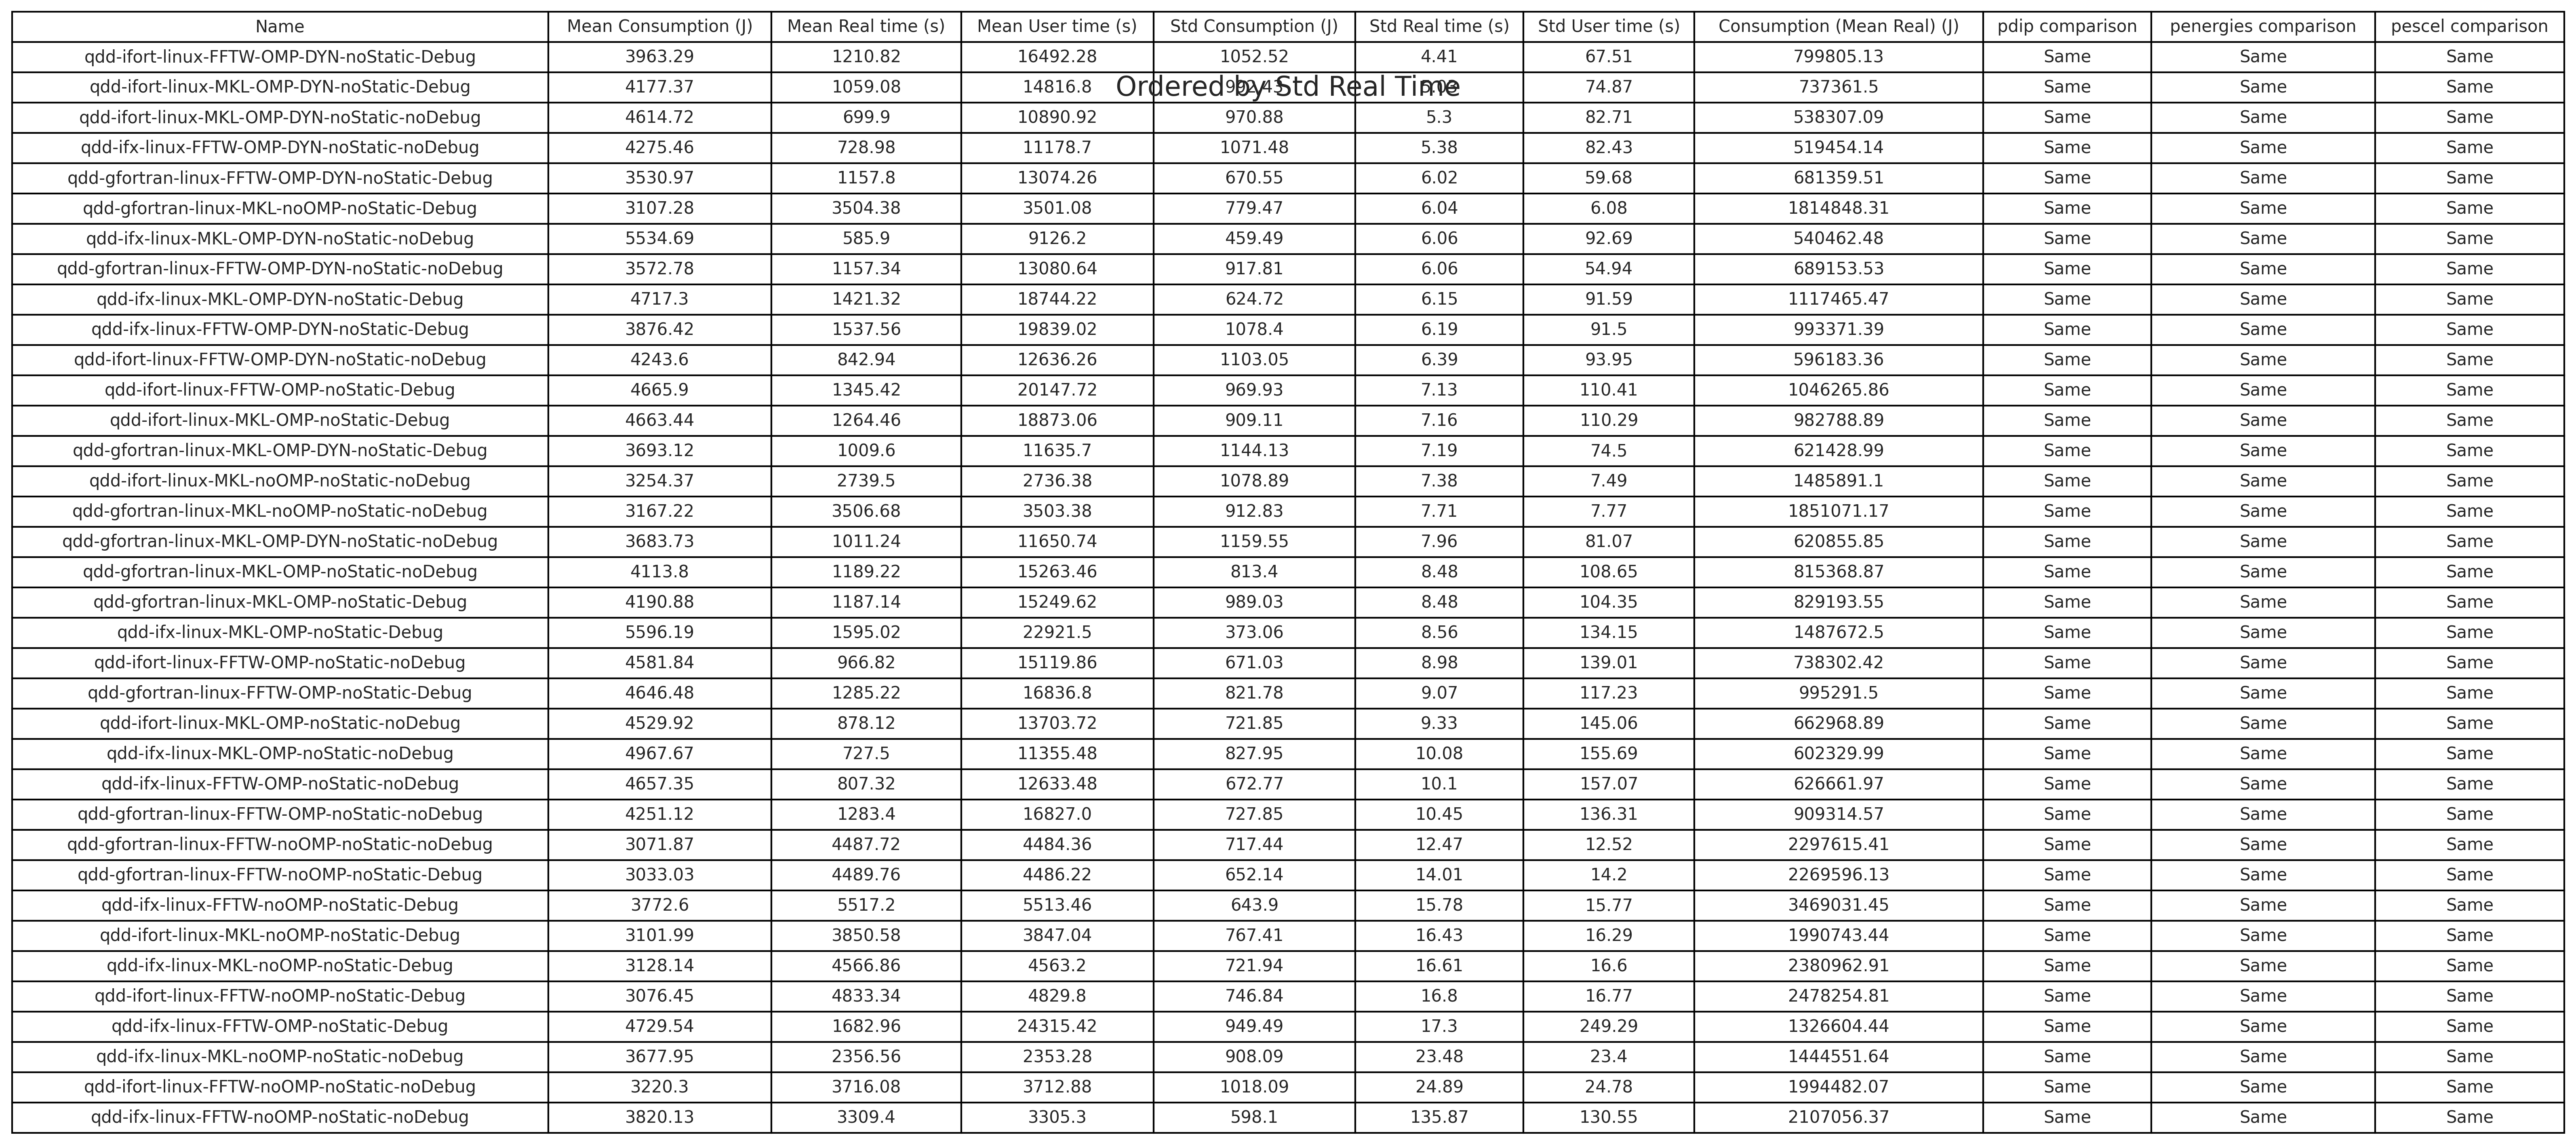 Name Mean Consumption (J) Mean Real time (s) Mean User time (s) Std Consumption (J) Std Real time (s) Std User time (s) Consumption (Mean Real) (J) pdip comparison penergies comparison pescel comparison
qdd-ifort-linux-FFTW-OMP-DYN-noStatic-Debug 3963.29 1210.82 16492.28 1052.52 4.41 67.51 799805.13 Same Same Same
Ordered by Std Real Time
qdd-ifort-linux-MKL-OMP-DYN-noStatic-Debug 4177.37 1059.08 14816.8 74.87 737361.5 Same Same Same
qdd-ifort-linux-MKL-OMP-DYN-noStatic-noDebug 4614.72 699.9 10890.92 970.88 5.3 82.71 538307.09 Same Same Same
qdd-ifx-linux-FFTW-OMP-DYN-noStatic-noDebug 4275.46 728.98 11178.7 1071.48 5.38 82.43 519454.14 Same Same Same
qdd-gfortran-linux-FFTW-OMP-DYN-noStatic-Debug 3530.97 1157.8 13074.26 670.55 6.02 59.68 681359.51 Same Same Same
qdd-gfortran-linux-MKL-noOMP-noStatic-Debug 3107.28 3504.38 3501.08 779.47 6.04 6.08 1814848.31 Same Same Same
qdd-ifx-linux-MKL-OMP-DYN-noStatic-noDebug 5534.69 585.9 9126.2 459.49 6.06 92.69 540462.48 Same Same Same
qdd-gfortran-linux-FFTW-OMP-DYN-noStatic-noDebug 3572.78 1157.34 13080.64 917.81 6.06 54.94 689153.53 Same Same Same
qdd-ifx-linux-MKL-OMP-DYN-noStatic-Debug 4717.3 1421.32 18744.22 624.72 6.15 91.59 1117465.47 Same Same Same
qdd-ifx-linux-FFTW-OMP-DYN-noStatic-Debug 3876.42 1537.56 19839.02 1078.4 6.19 91.5 993371.39 Same Same Same
qdd-ifort-linux-FFTW-OMP-DYN-noStatic-noDebug 4243.6 842.94 12636.26 1103.05 6.39 93.95 596183.36 Same Same Same
qdd-ifort-linux-FFTW-OMP-noStatic-Debug 4665.9 1345.42 20147.72 969.93 7.13 110.41 1046265.86 Same Same Same
qdd-ifort-linux-MKL-OMP-noStatic-Debug 4663.44 1264.46 18873.06 909.11 7.16 110.29 982788.89 Same Same Same
qdd-gfortran-linux-MKL-OMP-DYN-noStatic-Debug 3693.12 1009.6 11635.7 1144.13 7.19 74.5 621428.99 Same Same Same
qdd-ifort-linux-MKL-noOMP-noStatic-noDebug 3254.37 2739.5 2736.38 1078.89 7.38 7.49 1485891.1 Same Same Same
qdd-gfortran-linux-MKL-noOMP-noStatic-noDebug 3167.22 3506.68 3503.38 912.83 7.71 7.77 1851071.17 Same Same Same
qdd-gfortran-linux-MKL-OMP-DYN-noStatic-noDebug 3683.73 1011.24 11650.74 1159.55 7.96 81.07 620855.85 Same Same Same
qdd-gfortran-linux-MKL-OMP-noStatic-noDebug 4113.8 1189.22 15263.46 813.4 8.48 108.65 815368.87 Same Same Same
qdd-gfortran-linux-MKL-OMP-noStatic-Debug 4190.88 1187.14 15249.62 989.03 8.48 104.35 829193.55 Same Same Same
qdd-ifx-linux-MKL-OMP-noStatic-Debug 5596.19 1595.02 22921.5 373.06 8.56 134.15 1487672.5 Same Same Same
qdd-ifort-linux-FFTW-OMP-noStatic-noDebug 4581.84 966.82 15119.86 671.03 8.98 139.01 738302.42 Same Same Same
qdd-gfortran-linux-FFTW-OMP-noStatic-Debug 4646.48 1285.22 16836.8 821.78 9.07 117.23 995291.5 Same Same Same
qdd-ifort-linux-MKL-OMP-noStatic-noDebug 4529.92 878.12 13703.72 721.85 9.33 145.06 662968.89 Same Same Same
qdd-ifx-linux-MKL-OMP-noStatic-noDebug 4967.67 727.5 11355.48 827.95 10.08 155.69 602329.99 Same Same Same
qdd-ifx-linux-FFTW-OMP-noStatic-noDebug 4657.35 807.32 12633.48 672.77 10.1 157.07 626661.97 Same Same Same
qdd-gfortran-linux-FFTW-OMP-noStatic-noDebug 4251.12 1283.4 16827.0 727.85 10.45 136.31 909314.57 Same Same Same
qdd-gfortran-linux-FFTW-noOMP-noStatic-noDebug 3071.87 4487.72 4484.36 717.44 12.47 12.52 2297615.41 Same Same Same
qdd-gfortran-linux-FFTW-noOMP-noStatic-Debug 3033.03 4489.76 4486.22 652.14 14.01 14.2 2269596.13 Same Same Same
qdd-ifx-linux-FFTW-noOMP-noStatic-Debug 3772.6 5517.2 5513.46 643.9 15.78 15.77 3469031.45 Same Same Same
qdd-ifort-linux-MKL-noOMP-noStatic-Debug 3101.99 3850.58 3847.04 767.41 16.43 16.29 1990743.44 Same Same Same
qdd-ifx-linux-MKL-noOMP-noStatic-Debug 3128.14 4566.86 4563.2 721.94 16.61 16.6 2380962.91 Same Same Same
qdd-ifort-linux-FFTW-noOMP-noStatic-Debug 3076.45 4833.34 4829.8 746.84 16.8 16.77 2478254.81 Same Same Same
qdd-ifx-linux-FFTW-OMP-noStatic-Debug 4729.54 1682.96 24315.42 949.49 17.3 249.29 1326604.44 Same Same Same
qdd-ifx-linux-MKL-noOMP-noStatic-noDebug 3677.95 2356.56 2353.28 908.09 23.48 23.4 1444551.64 Same Same Same
qdd-ifort-linux-FFTW-noOMP-noStatic-noDebug 3220.3 3716.08 3712.88 1018.09 24.89 24.78 1994482.07 Same Same Same
qdd-ifx-linux-FFTW-noOMP-noStatic-noDebug 3820.13 3309.4 3305.3 598.1 135.87 130.55 2107056.37 Same Same Same